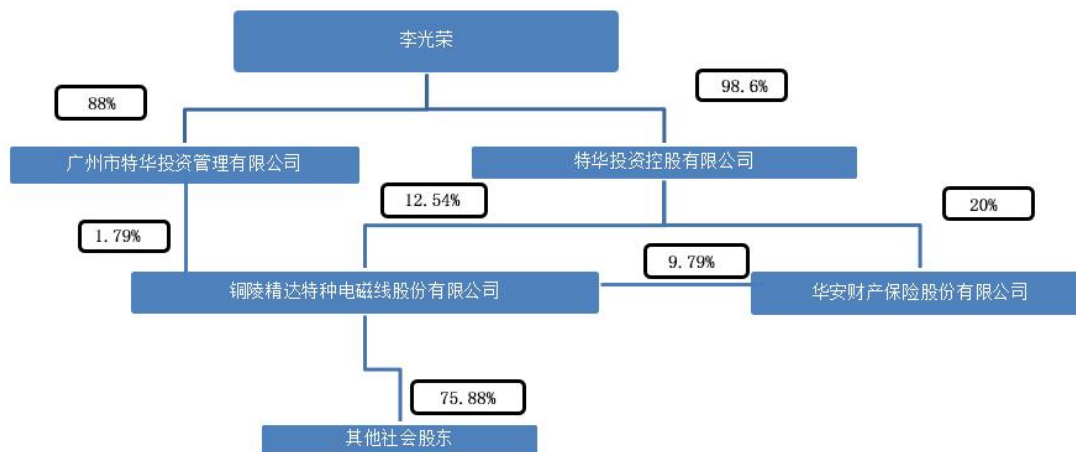 李光荣
88%
98.6%
广州市特华投资管理有限公司
特华投资控股有限公司
12.54%
20%
1.79%
9.79%
铜陵精达特种电磁线股份有限公司
华安财产保险股份有限公司
75.88%
其他社会股东